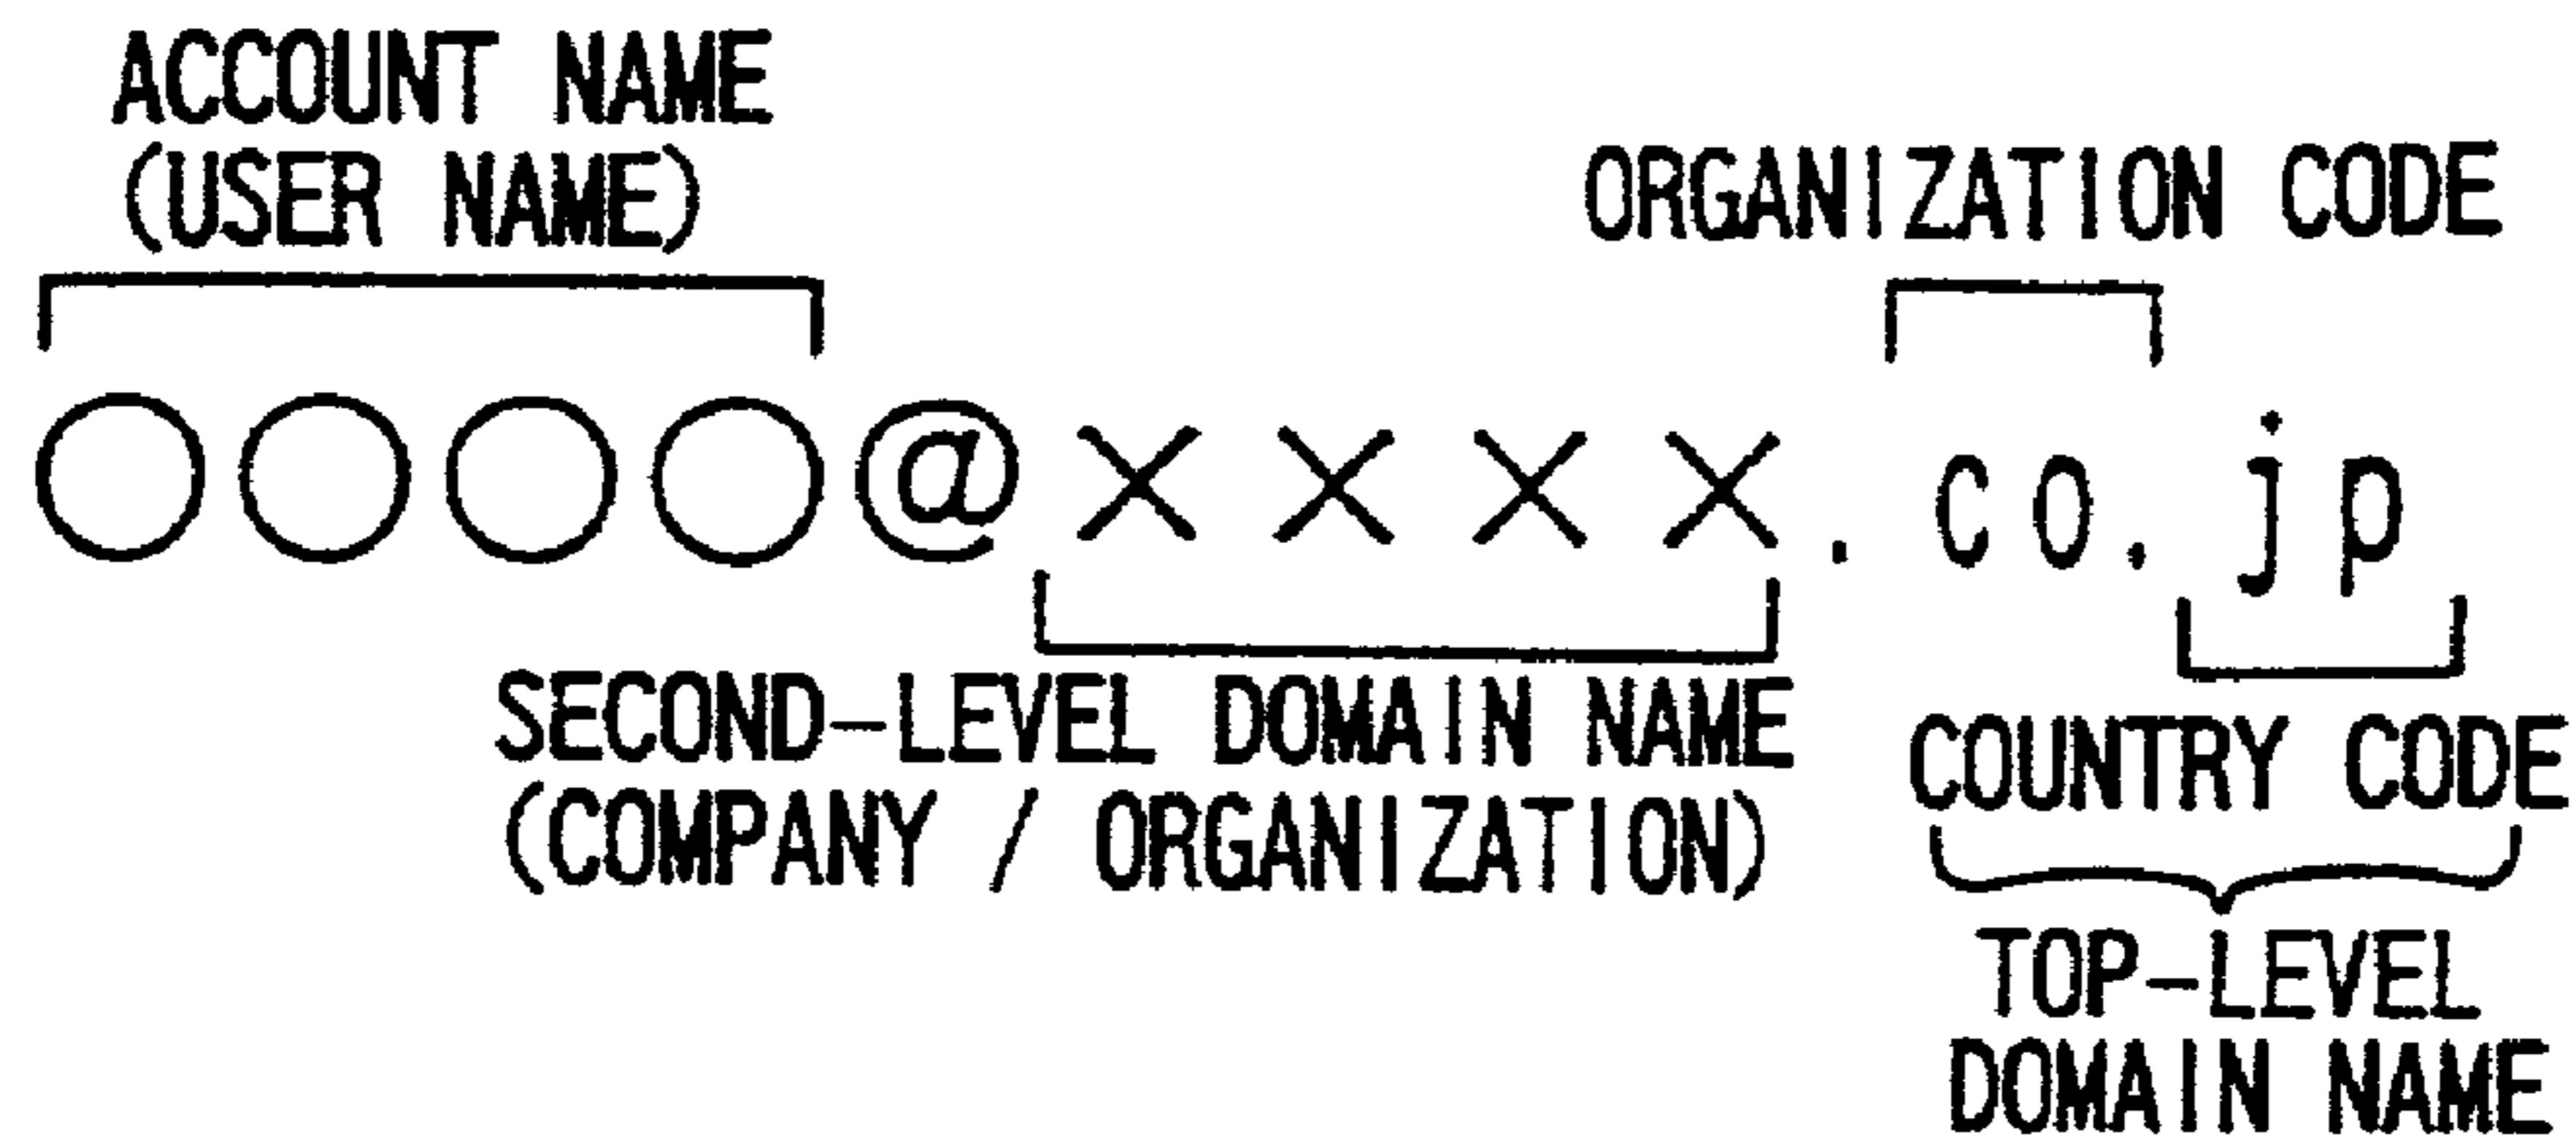 ACCOUNT NAME
(USER NAME)
ORGANIZATION CODE
○○○○@××××.co.jp
SECOND-LEVEL DOMAIN NAME
(COMPANY / ORGANIZATION)
COUNTRY CODE
TOP-LEVEL
DOMAIN NAME